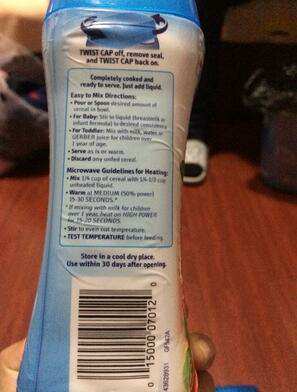 TWIST CAP off, remove seal,
and TWIST CAP back on.
Completely cooked and
ready to serve. Just add liquid.
Easy to Mix Directions:
• Pour or Spoon desired amount of
cereal in bowl.
• For Baby: Stir in liquid (breastmilk or
infant formula) to desired consistency.
• For Toddler: Mix with milk, water or
GERBER juice for children over
1 year of age.
• Serve as is or warm.
• Discard any unfed cereal.
Microwave Guidelines for Heating:
• Mix 1/4 cup of cereal with 1/4-1/3 cup
unheated liquid.
• Warm at MEDIUM (50% power)
15-30 SECONDS.*
* If mixing with milk for children
over 1 year, heat on HIGH POWER
for 15-20 SECONDS.
• Stir to even out temperature.
• TEST TEMPERATURE before feeding.
Store in a cool dry place.
Use within 30 days after opening.
0 15000 07012 0